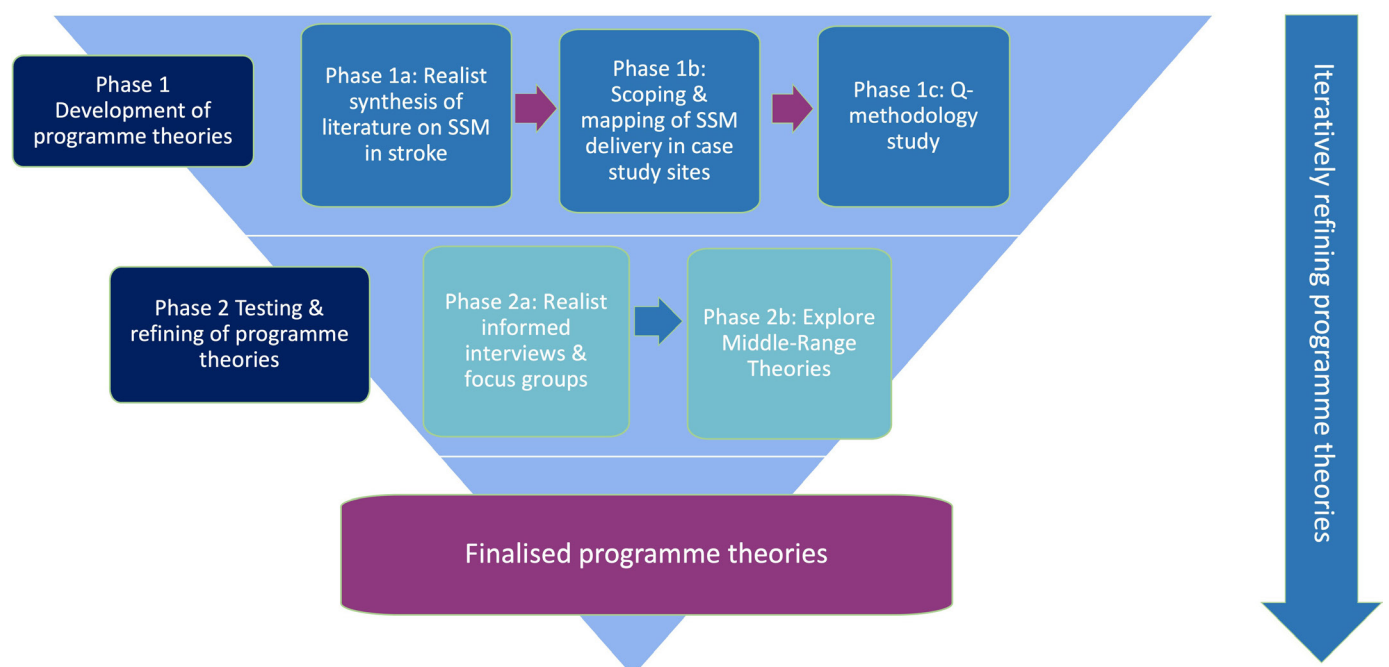 Phase 1
Development of
programme theories
Phase 1a: Realist
synthesis of
literature on SSM
in stroke
Phase 1b:
Scoping &
mapping of SSM
delivery in case
study sites
Phase 1c: Q-
methodology
study
Phase 2 Testing &
refining of programme
theories
Phase 2a: Realist
informed
interviews &
focus groups
Phase 2b: Explore
Middle-Range
Theories
Finalised programme theories
Iteratively refining programme theories